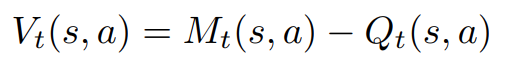 V_t(s, a) = M_t(s, a) − Q_t(s, a)